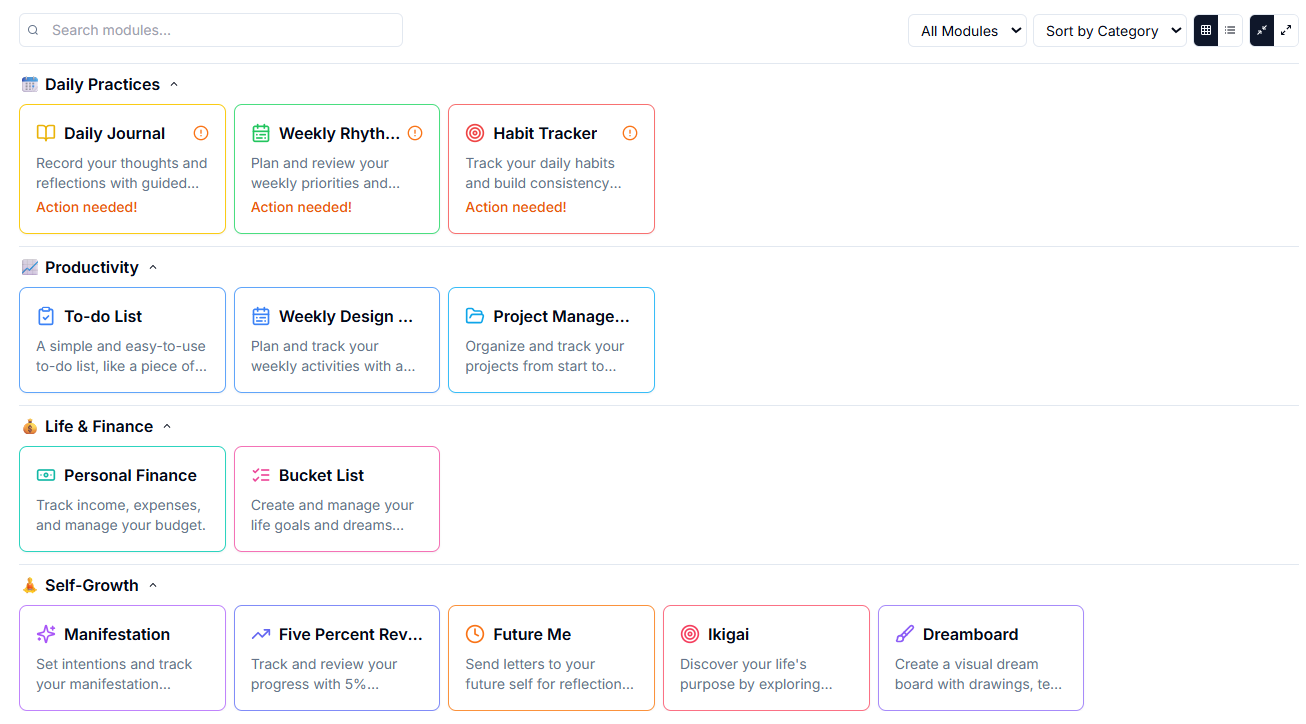 Search modules...
All Modules
Sort by Category
Daily Practices
Daily Journal
Record your thoughts and
reflections with guided...
Action needed!
Weekly Rhyth...
Plan and review your
weekly priorities and...
Action needed!
Habit Tracker
Track your daily habits
and build consistency...
Action needed!
Productivity
To-do List
A simple and easy-to-use
to-do list, like a piece of...
Weekly Design ...
Plan and track your
weekly activities with a...
Project Manage...
Organize and track your
projects from start to...
Life & Finance
Personal Finance
Track income, expenses,
and manage your budget.
Bucket List
Create and manage your
life goals and dreams...
Self-Growth
Manifestation
Set intentions and track
your manifestation...
Five Percent Rev...
Track and review your
progress with 5%...
Future Me
Send letters to your
future self for reflection...
Ikigai
Discover your life's
purpose by exploring...
Dreamboard
Create a visual dream
board with drawings, te...